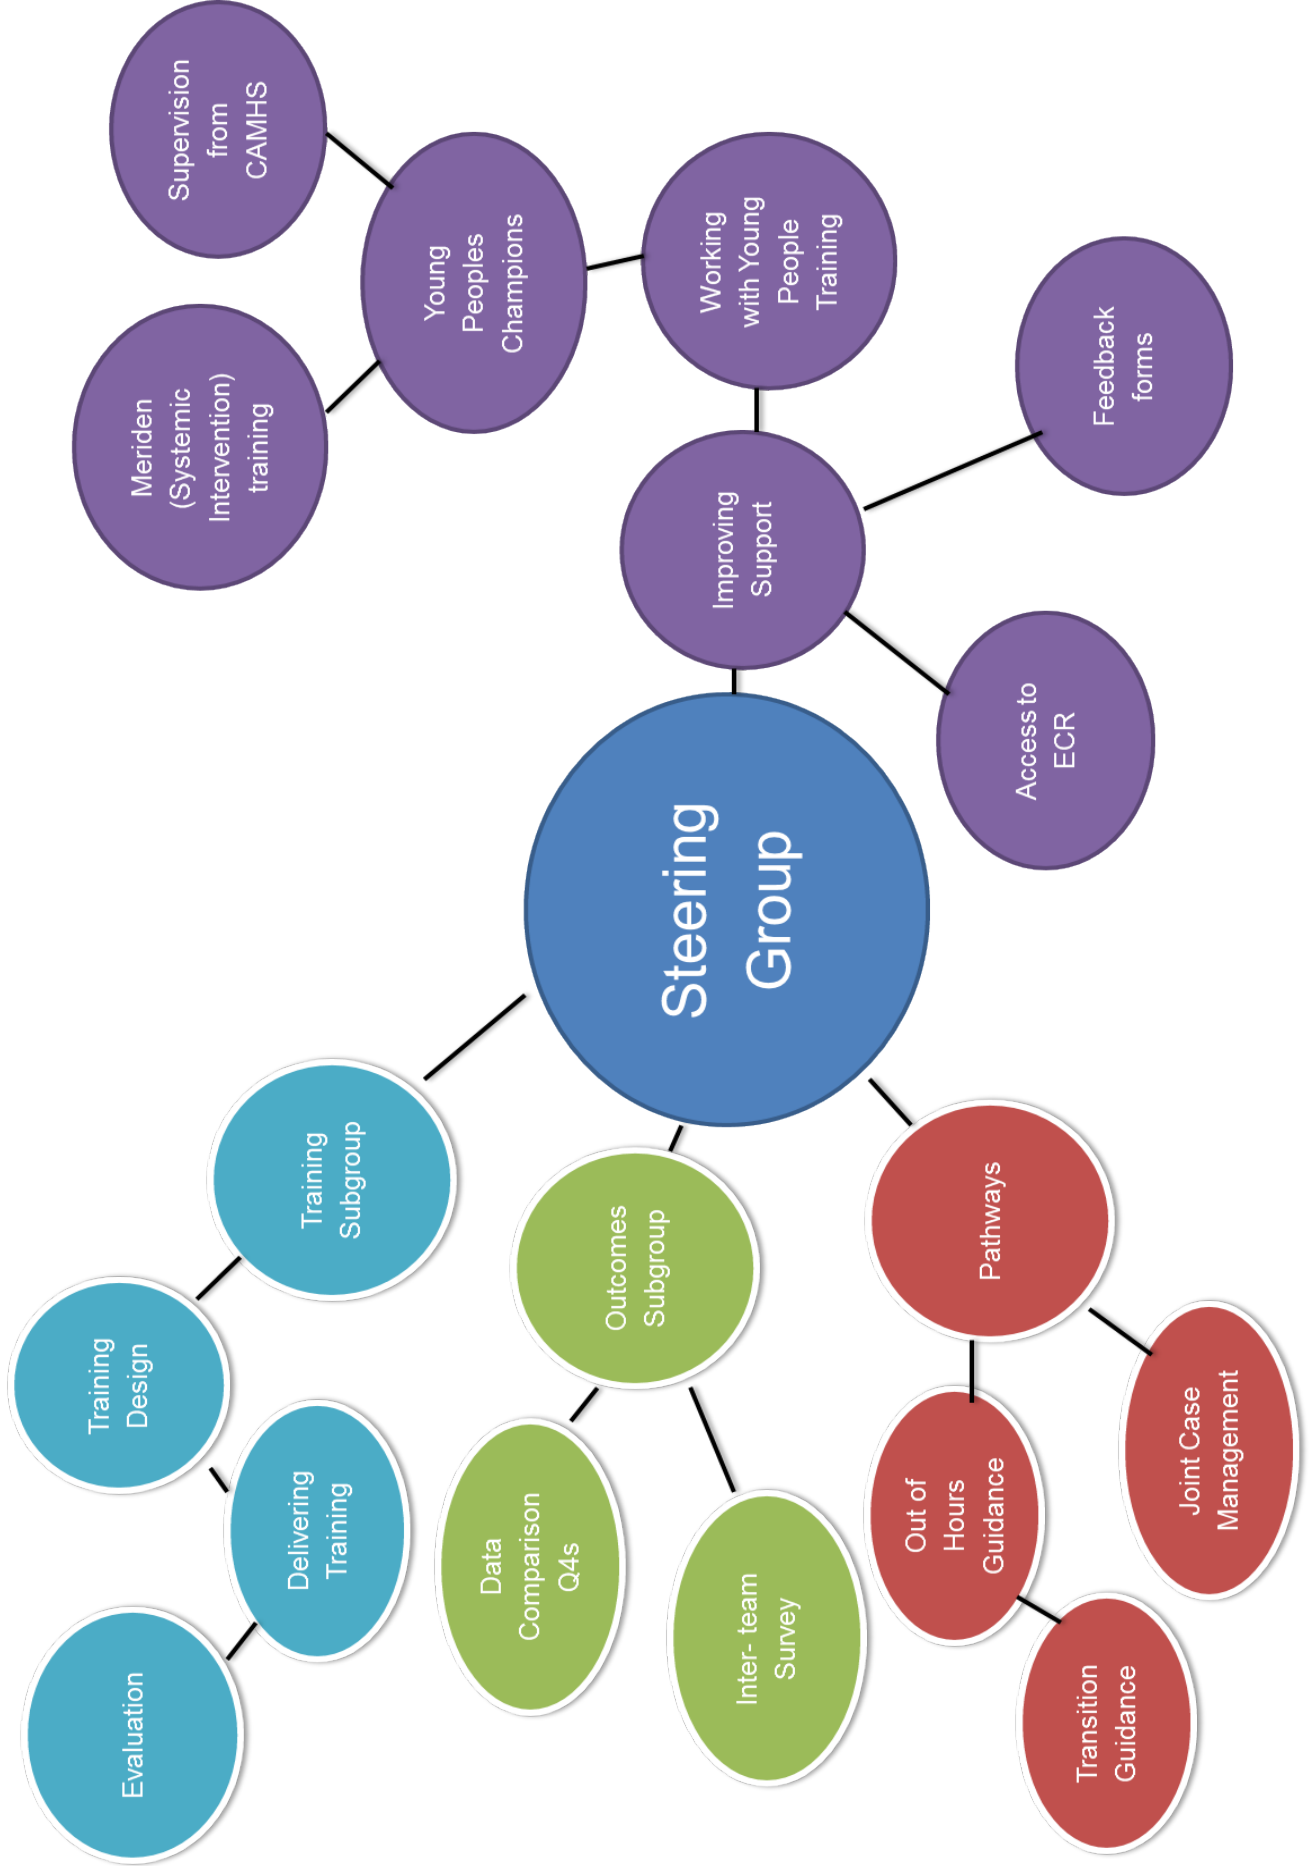 Steering
Group
Training
Subgroup
Training
Design
Delivering
Training
Evaluation
Outcomes
Subgroup
Data
Comparison
Q4s
Inter- team
Survey
Pathways
Out of
Hours
Guidance
Transition
Guidance
Joint Case
Management
Improving
Support
Access to
ECR
Feedback
forms
Working
with Young
People
Training
Young
Peoples
Champions
Meriden
(Systemic
Intervention)
training
Supervision
from
CAMHS